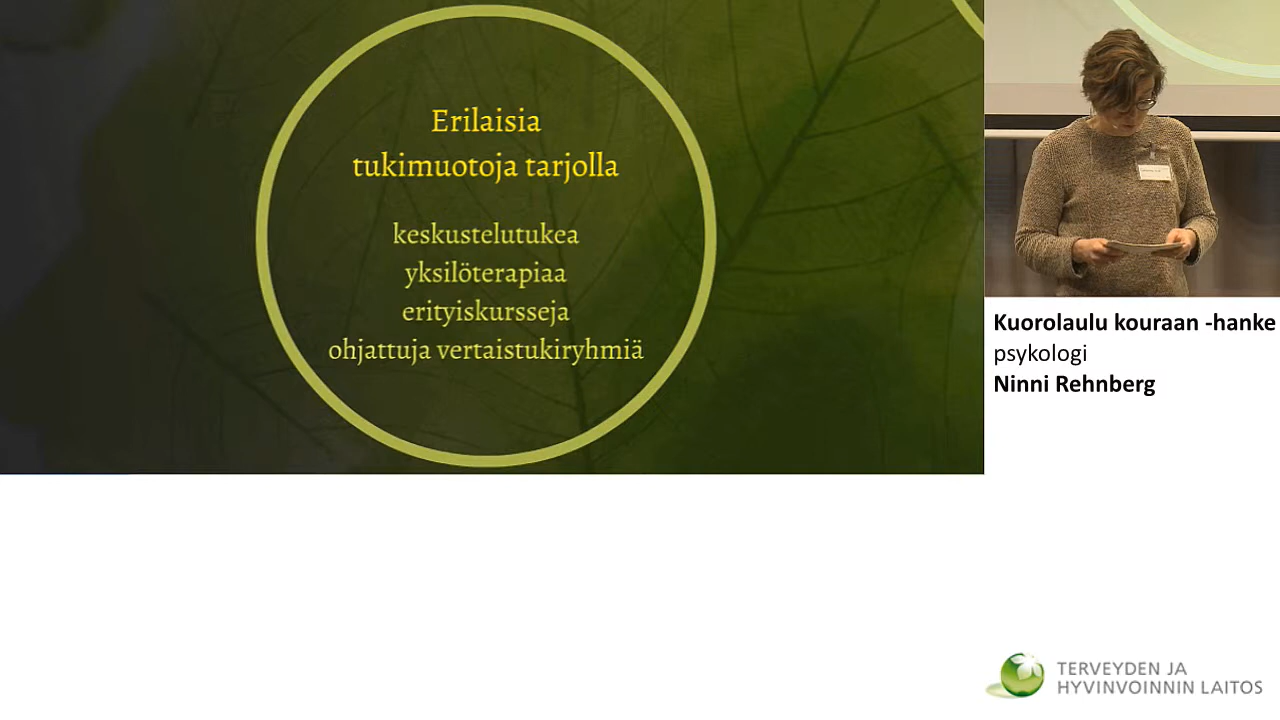 Erilaisia
tukimuotoja tarjolla
keskustelutukea
yksilöterapiaa
erityiskursseja
ohjattuja vertaistukiryhmiä
Kuorolaulu kouraan -hanke
psykologi
Ninni Rehnberg
TERVEYDEN JA
HYVINVOINNIN LAITOS